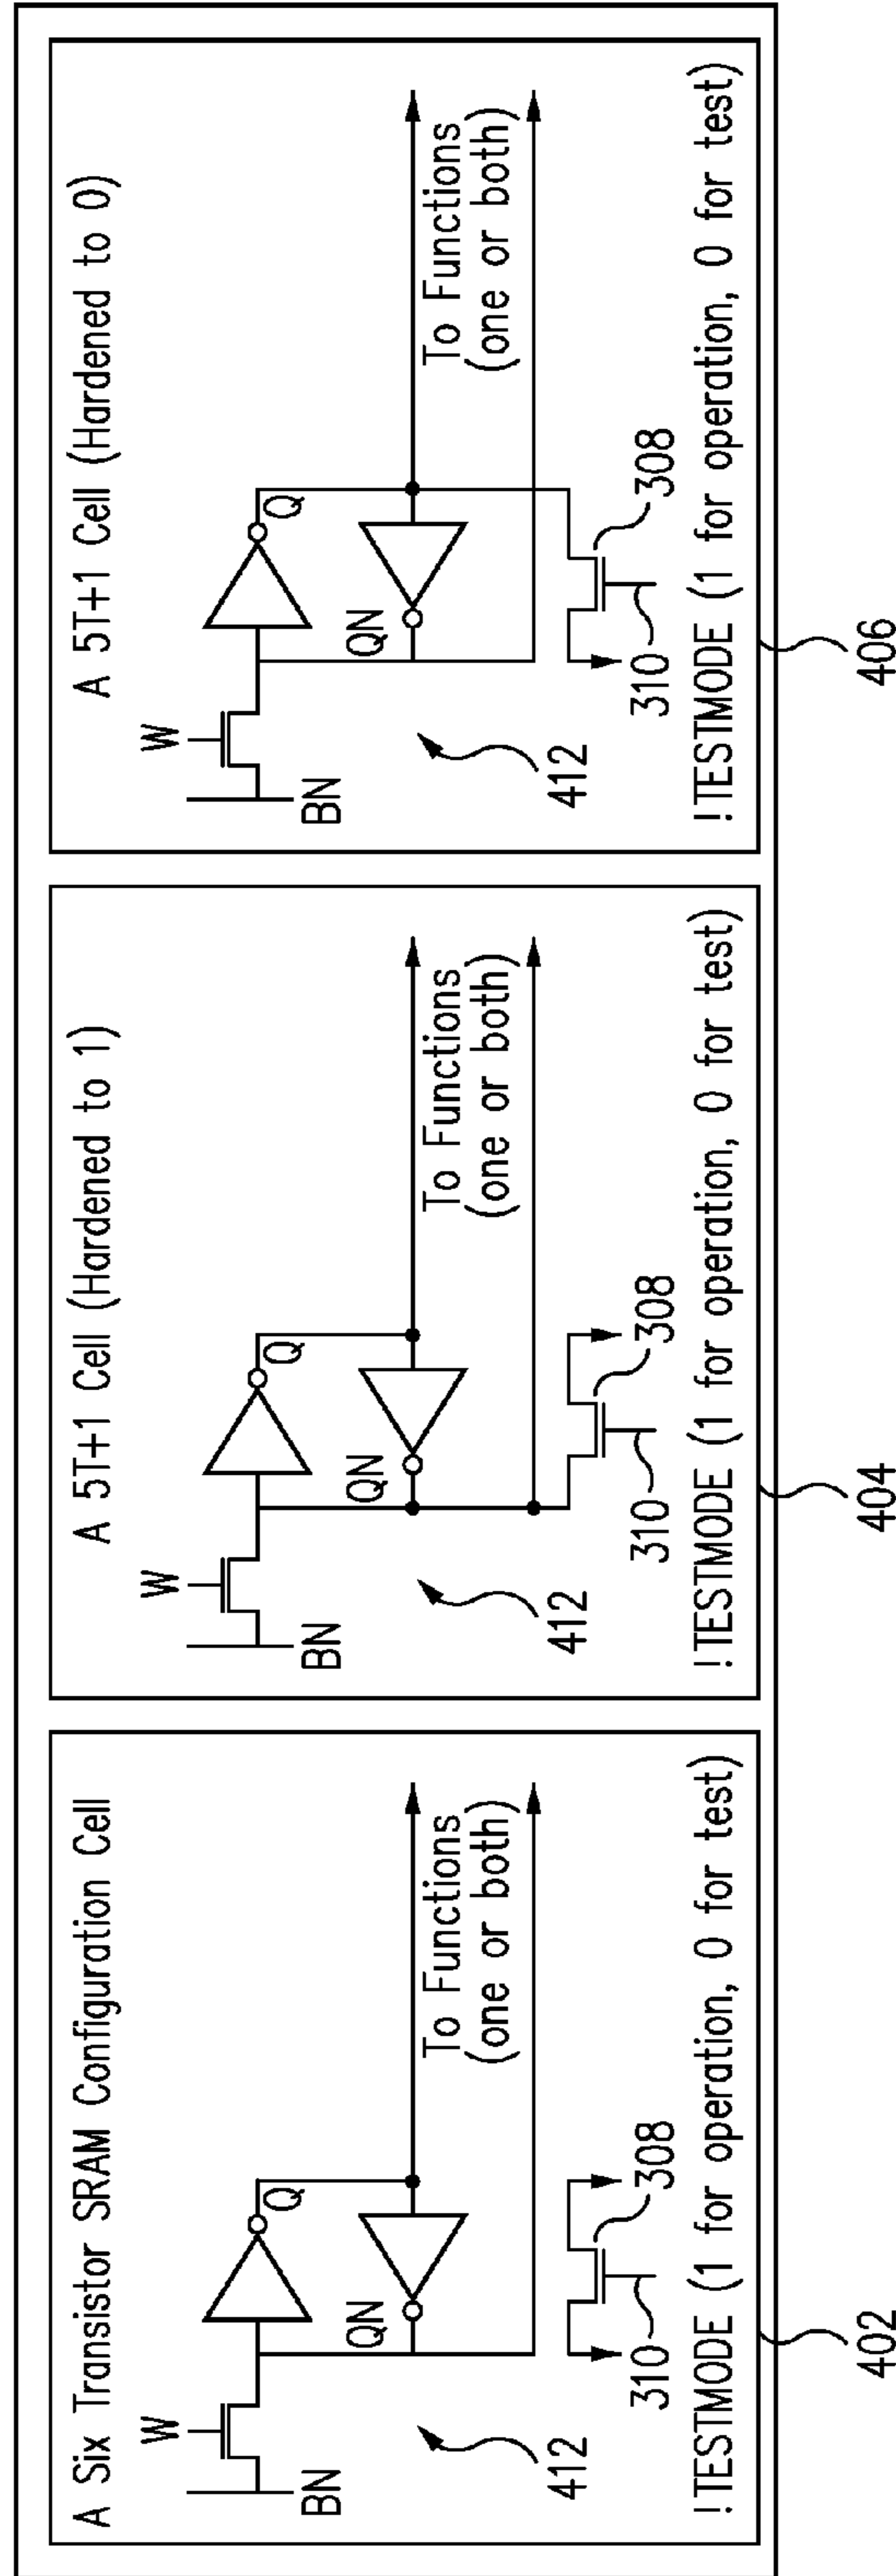 A Six Transistor SRAM Configuration Cell
W
BN
Q
QN
To Functions
(one or both)
412
310
308
!TESTMODE (1 for operation, 0 for test)
402
A 5T+1 Cell (Hardened to 1)
W
BN
Q
QN
To Functions
(one or both)
412
310
308
!TESTMODE (1 for operation, 0 for test)
404
A 5T+1 Cell (Hardened to 0)
W
BN
Q
QN
To Functions
(one or both)
412
310
308
!TESTMODE (1 for operation, 0 for test)
406